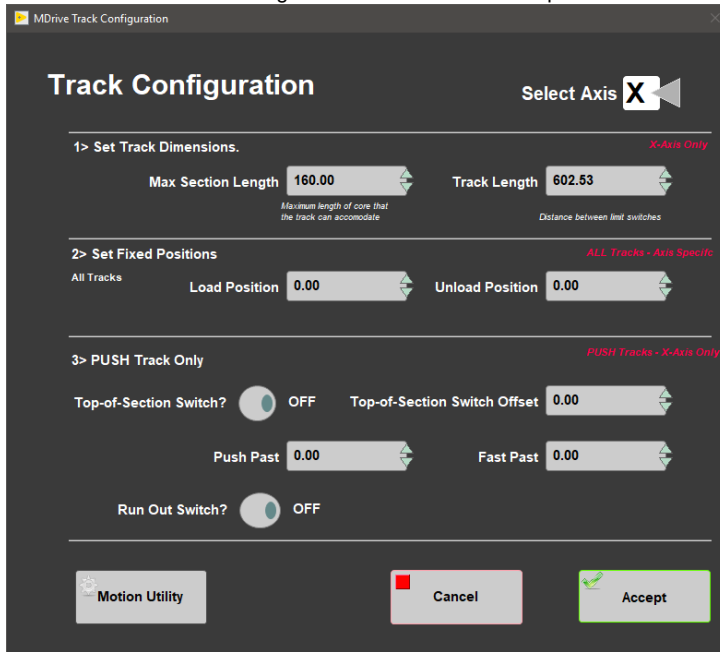 MDrive Track Configuration
Track Configuration
Select Axis X
1> Set Track Dimensions.
X-Axis Only
Max Section Length 160.00 Track Length 602.53
Maximum length of core that
the track can accomodate
Distance between limit switches
2> Set Fixed Positions
ALL Tracks - Axis Specifc
All Tracks
Load Position 0.00 Unload Position 0.00
3> PUSH Track Only
PUSH Tracks - X-Axis Only
Top-of-Section Switch? OFF Top-of-Section Switch Offset 0.00
Push Past 0.00 Fast Past 0.00
Run Out Switch? OFF
Motion Utility Cancel Accept